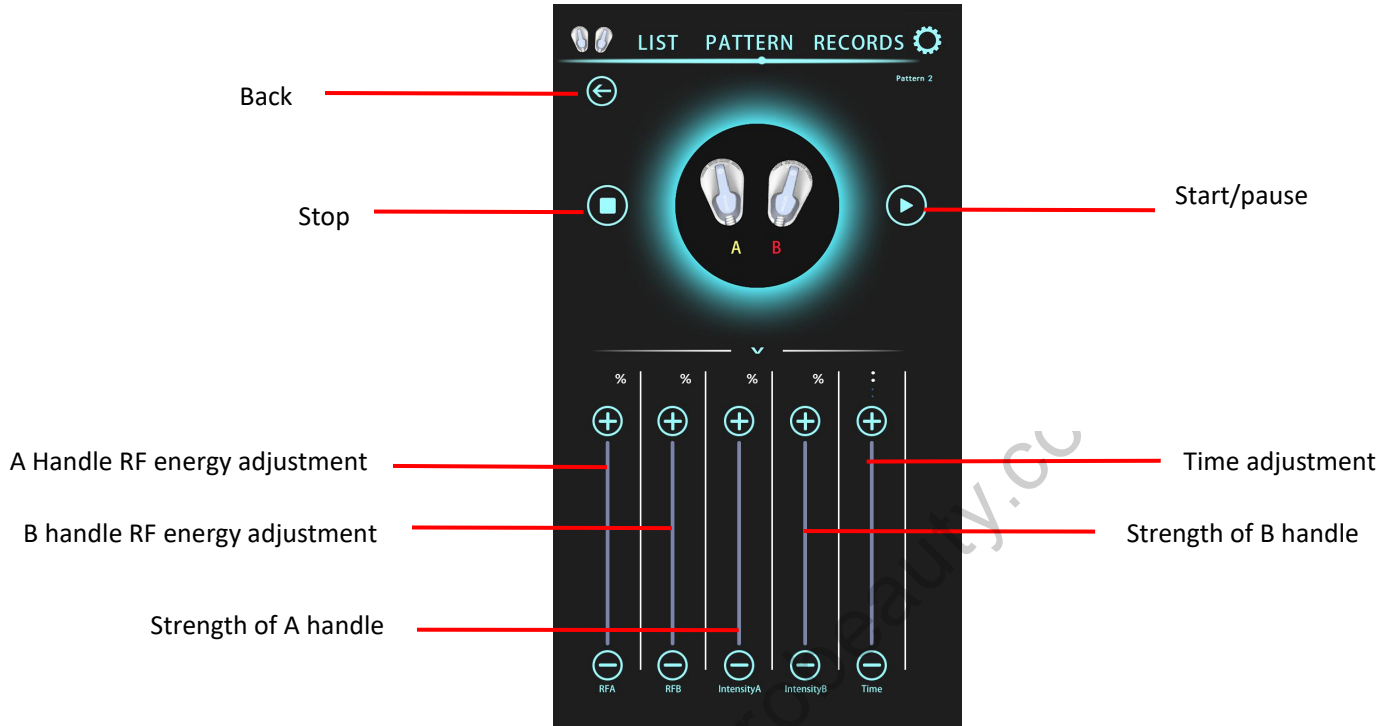 LIST PATTERN RECORDS
Pattern 2
Back
Stop
Start/pause
A B
% % % %
A Handle RF energy adjustment
Time adjustment
B handle RF energy adjustment
Strength of B handle
Strength of A handle
RFA RFB IntensityA IntensityB Time